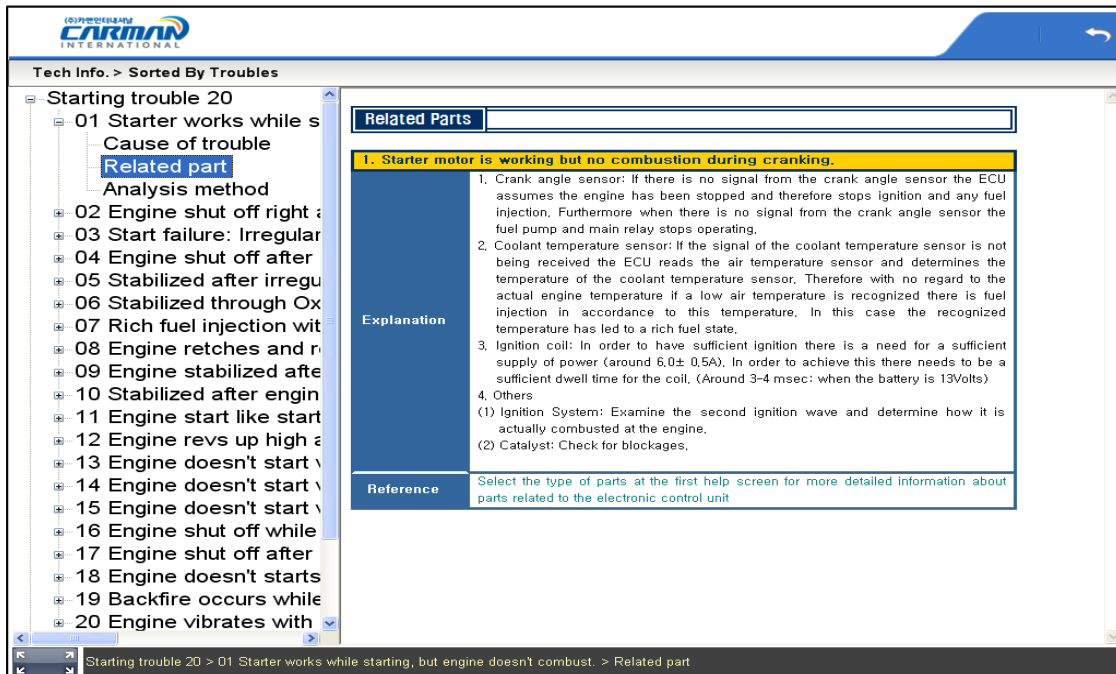 (주)카맨인터내셔날
CARMAN
INTERNATIONAL
Tech Info. > Sorted By Troubles
Starting trouble 20
01 Starter works while s
Cause of trouble
Related part
Analysis method
02 Engine shut off right a
03 Start failure: Irregular
04 Engine shut off after
05 Stabilized after irregu
06 Stabilized through Ox
07 Rich fuel injection wit
08 Engine retches and r
09 Engine stabilized afte
10 Stabilized after engin
11 Engine start like start
12 Engine revs up high a
13 Engine doesn't start v
14 Engine doesn't start v
15 Engine doesn't start v
16 Engine shut off while
17 Engine shut off after
18 Engine doesn't starts
19 Backfire occurs while
20 Engine vibrates with
Related Parts
1. Starter motor is working but no combustion during cranking.
Explanation
1. Crank angle sensor: If there is no signal from the crank angle sensor the ECU
assumes the engine has been stopped and therefore stops ignition and any fuel
injection. Furthermore when there is no signal from the crank angle sensor the
fuel pump and main relay stops operating.
2. Coolant temperature sensor: If the signal of the coolant temperature sensor is not
being received the ECU reads the air temperature sensor and determines the
temperature of the coolant temperature sensor. Therefore with no regard to the
actual engine temperature if a low air temperature is recognized there is fuel
injection in accordance to this temperature. In this case the recognized
temperature has led to a rich fuel state.
3. Ignition coil: In order to have sufficient ignition there is a need for a sufficient
supply of power (around 6.0± 0.5A). In order to achieve this there needs to be a
sufficient dwell time for the coil. (Around 3-4 msec: when the battery is 13Volts)
4. Others
(1) Ignition System: Examine the second ignition wave and determine how it is
actually combusted at the engine.
(2) Catalyst: Check for blockages.
Reference
Select the type of parts at the first help screen for more detailed information about
parts related to the electronic control unit
Starting trouble 20 > 01 Starter works while starting, but engine doesn't combust. > Related part